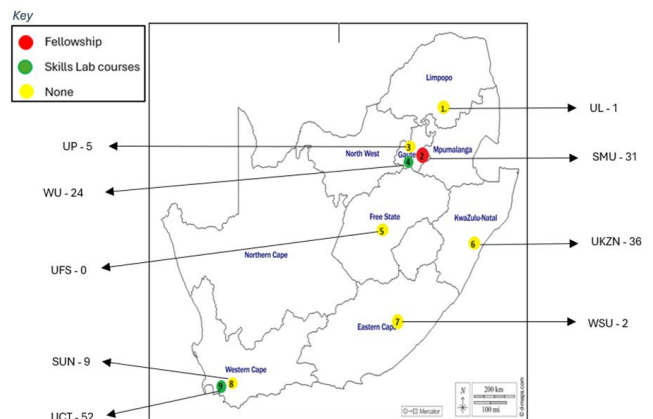 Key
Fellowship
Skills Lab courses
None
Limpopo
1.
UL - 1
UP - 5
3
North West
Mpumalanga
2
SMU - 31
4
WU - 24
Free State
KwaZulu-Natal
5
6
UKZN - 36
Northern Cape
UFS - 0
7
Eastern Cape
WSU - 2
SUN - 9
Western Cape
9
8
N
200 km
100 mi
Mercator
© d-maps.com
UCT - 52